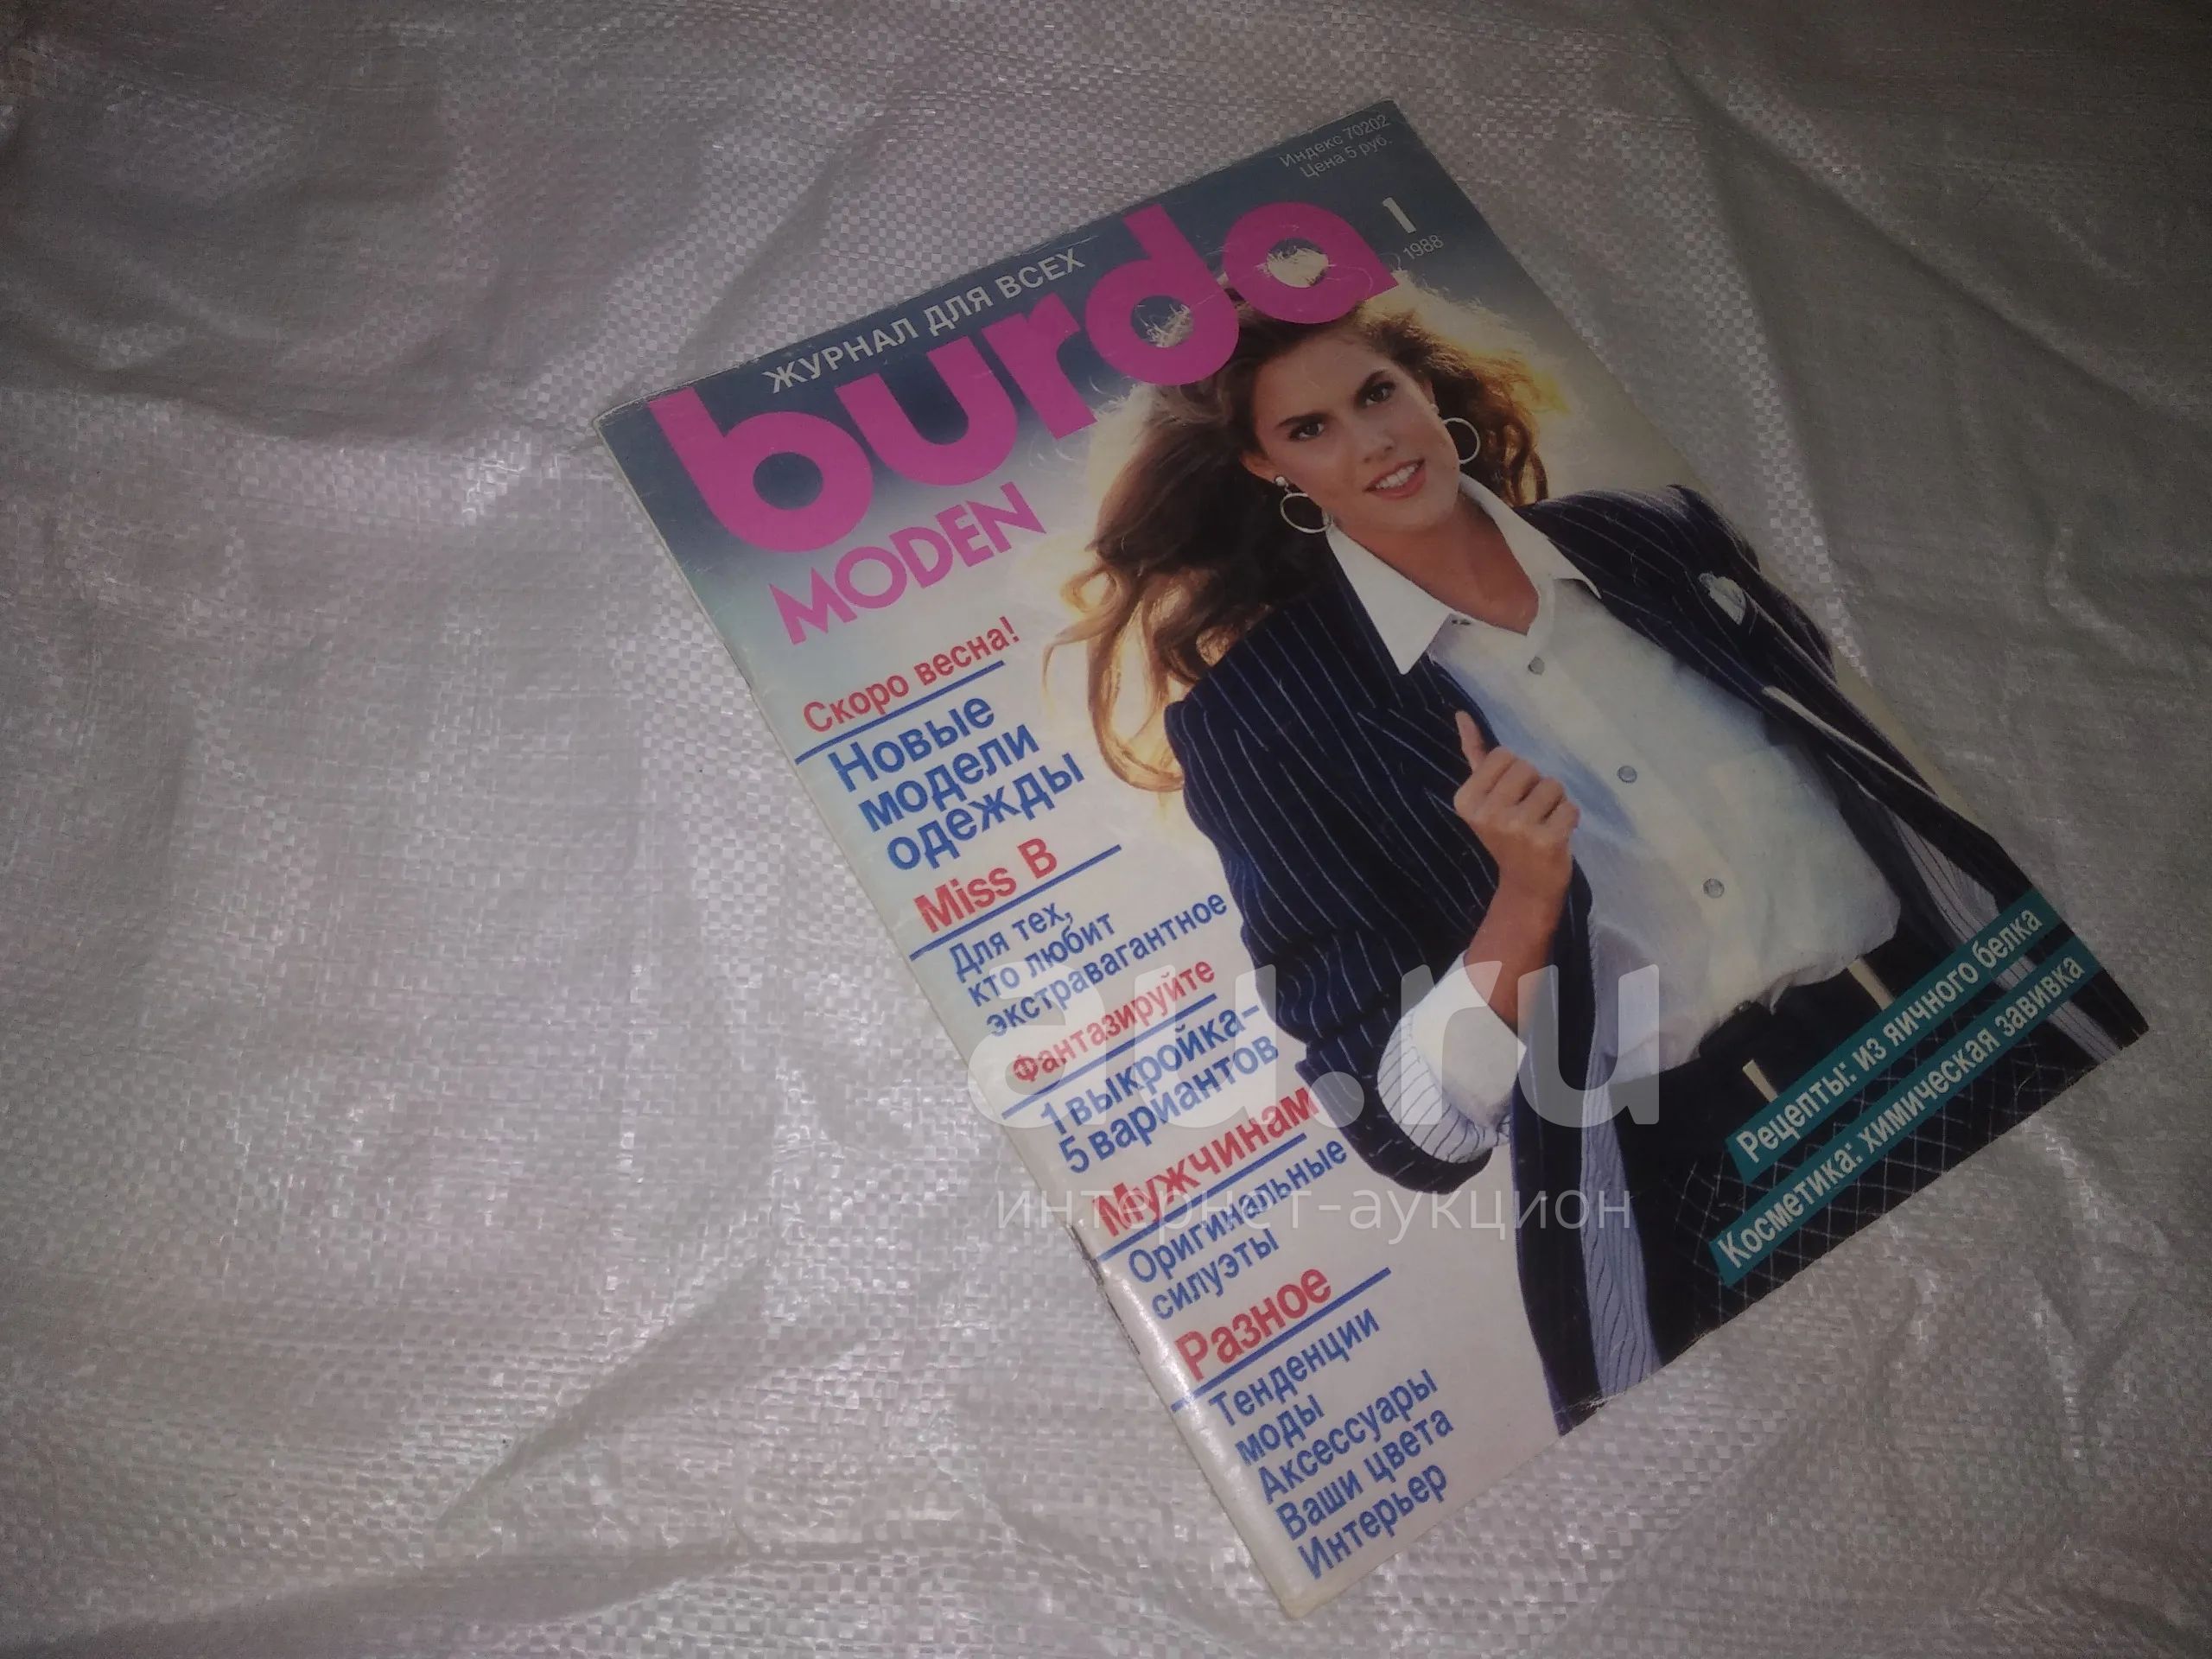 Индекс 70202
Цена 5 руб.
ЖУРНАЛ ДЛЯ ВСЕХ
1
1988
burda
MODEN
Скоро весна!
Новые
модели
одежды
Miss B
Для тех,
кто любит
экстравагантное
Фантазируйте
1 выкройка-
5 вариантов
Мужчинам
Оригинальные
силуэты
Разное
Тенденции
моды
Аксессуары
Ваши цвета
Интерьер
Рецепты: из яичного белка
Косметика: химическая завивка
au.ru
интернет-аукцион